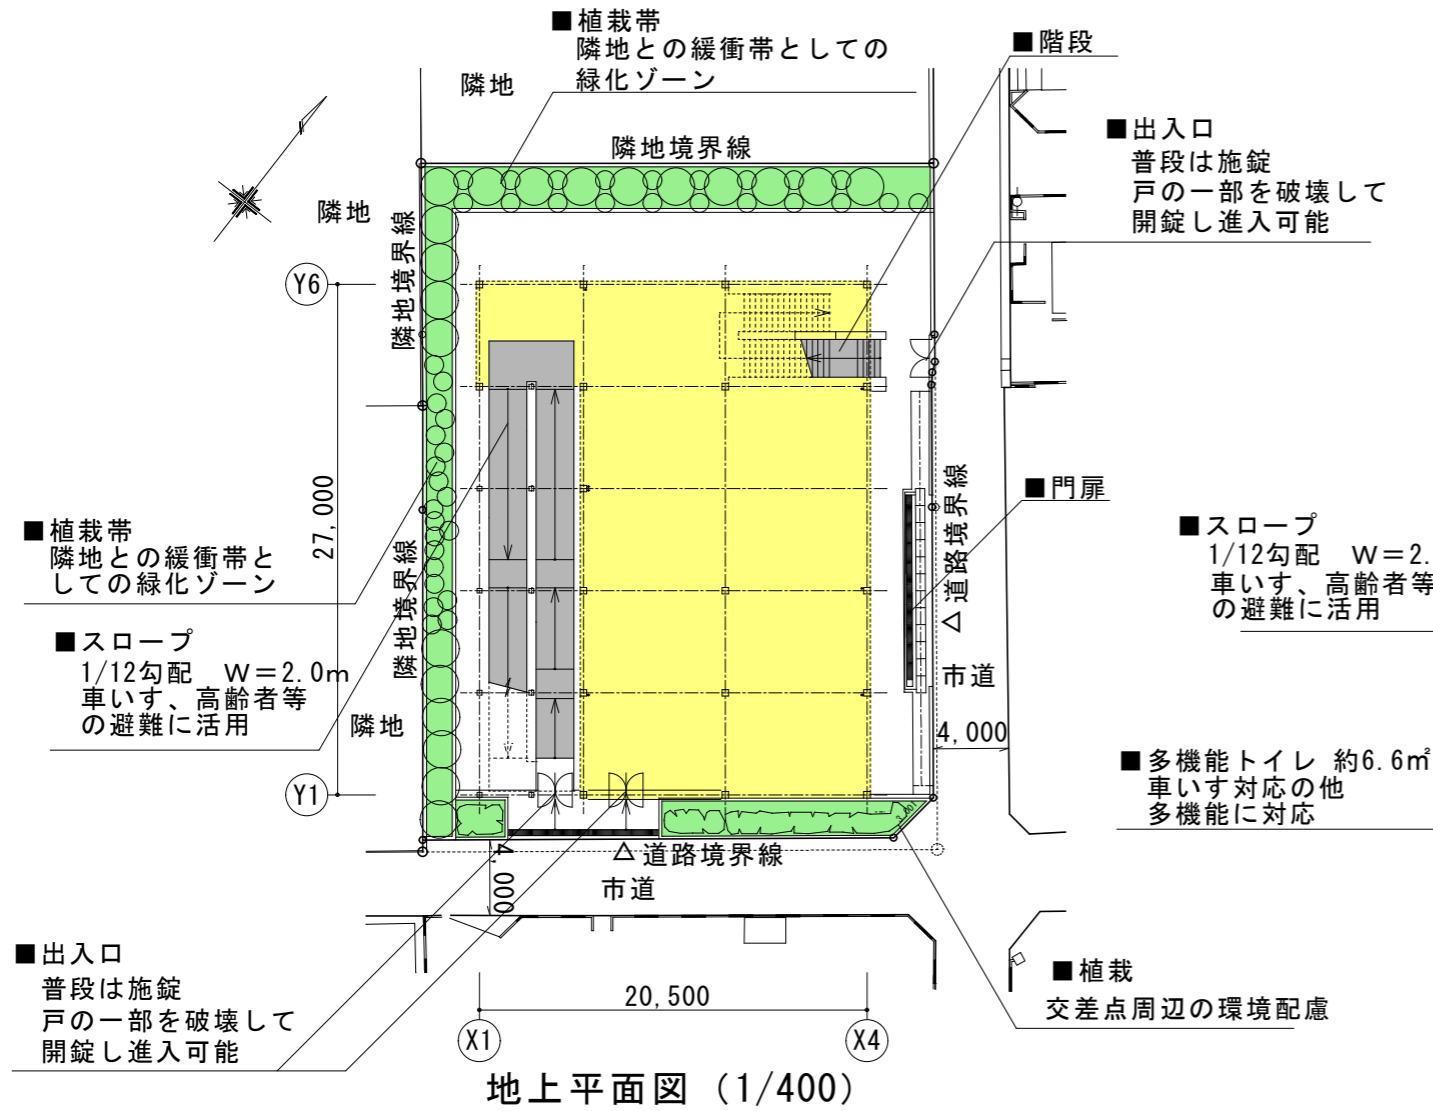 ■植栽帯
隣地との緩衝帯としての
緑化ゾーン
■階段
隣地
■出入口
普段は施錠
戸の一部を破壊して
開錠し進入可能
隣地境界線
隣地
隣地境界線
Y6
27,000
■植栽帯
隣地との緩衝帯と
しての緑化ゾーン
隣地境界線
■スロープ
1/12勾配 W=2.0m
車いす、高齢者等
の避難に活用
隣地
Y1
■門扉
△道路境界線
市道
4,000
■スロープ
1/12勾配 W=2.
車いす、高齢者等
の避難に活用
■多機能トイレ 約6.6㎡
車いす対応の他
多機能に対応
△道路境界線
市道
4,000
■出入口
普段は施錠
戸の一部を破壊して
開錠し進入可能
■植栽
交差点周辺の環境配慮
20,500
X1
X4
地上平面図（1/400）